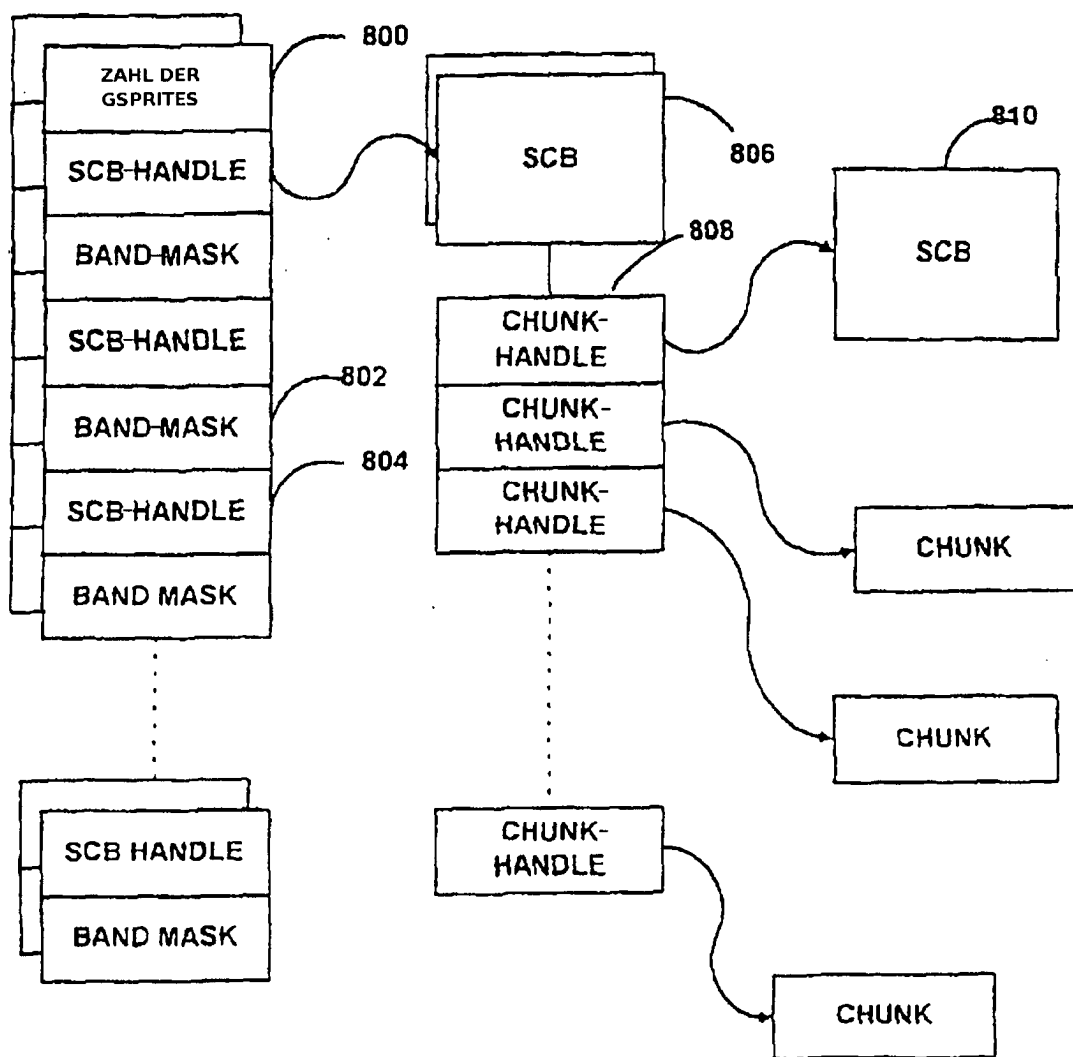 800
ZAHL DER
GSPRITES
SCB-HANDLE
BAND-MASK
SCB-HANDLE
802
BAND-MASK
804
SCB-HANDLE
BAND MASK
SCB HANDLE
BAND MASK
SCB
806
808
CHUNK-
HANDLE
CHUNK-
HANDLE
CHUNK-
HANDLE
CHUNK-
HANDLE
810
SCB
CHUNK
CHUNK
CHUNK